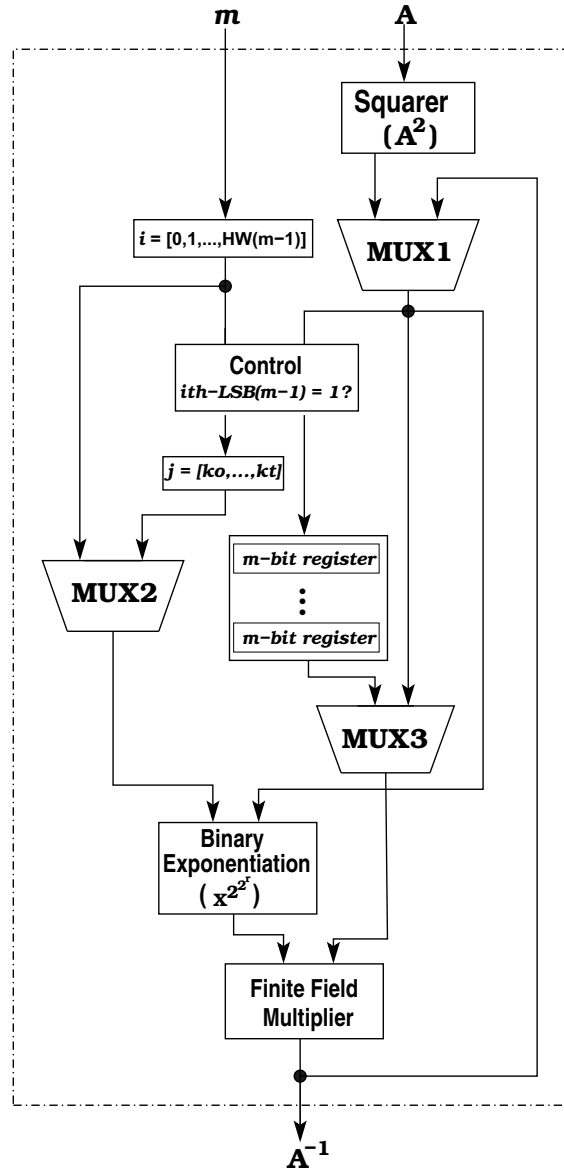 m
A
Squarer
(A^2)
i = [0,1,...,HW(m−1)]
MUX1
Control
ith−LSB(m−1) = 1?
j = [ko,...,kt]
MUX2
m−bit register
⋮
m−bit register
MUX3
Binary
Exponentiation
(x^2^2^r)
Finite Field
Multiplier
A^−1